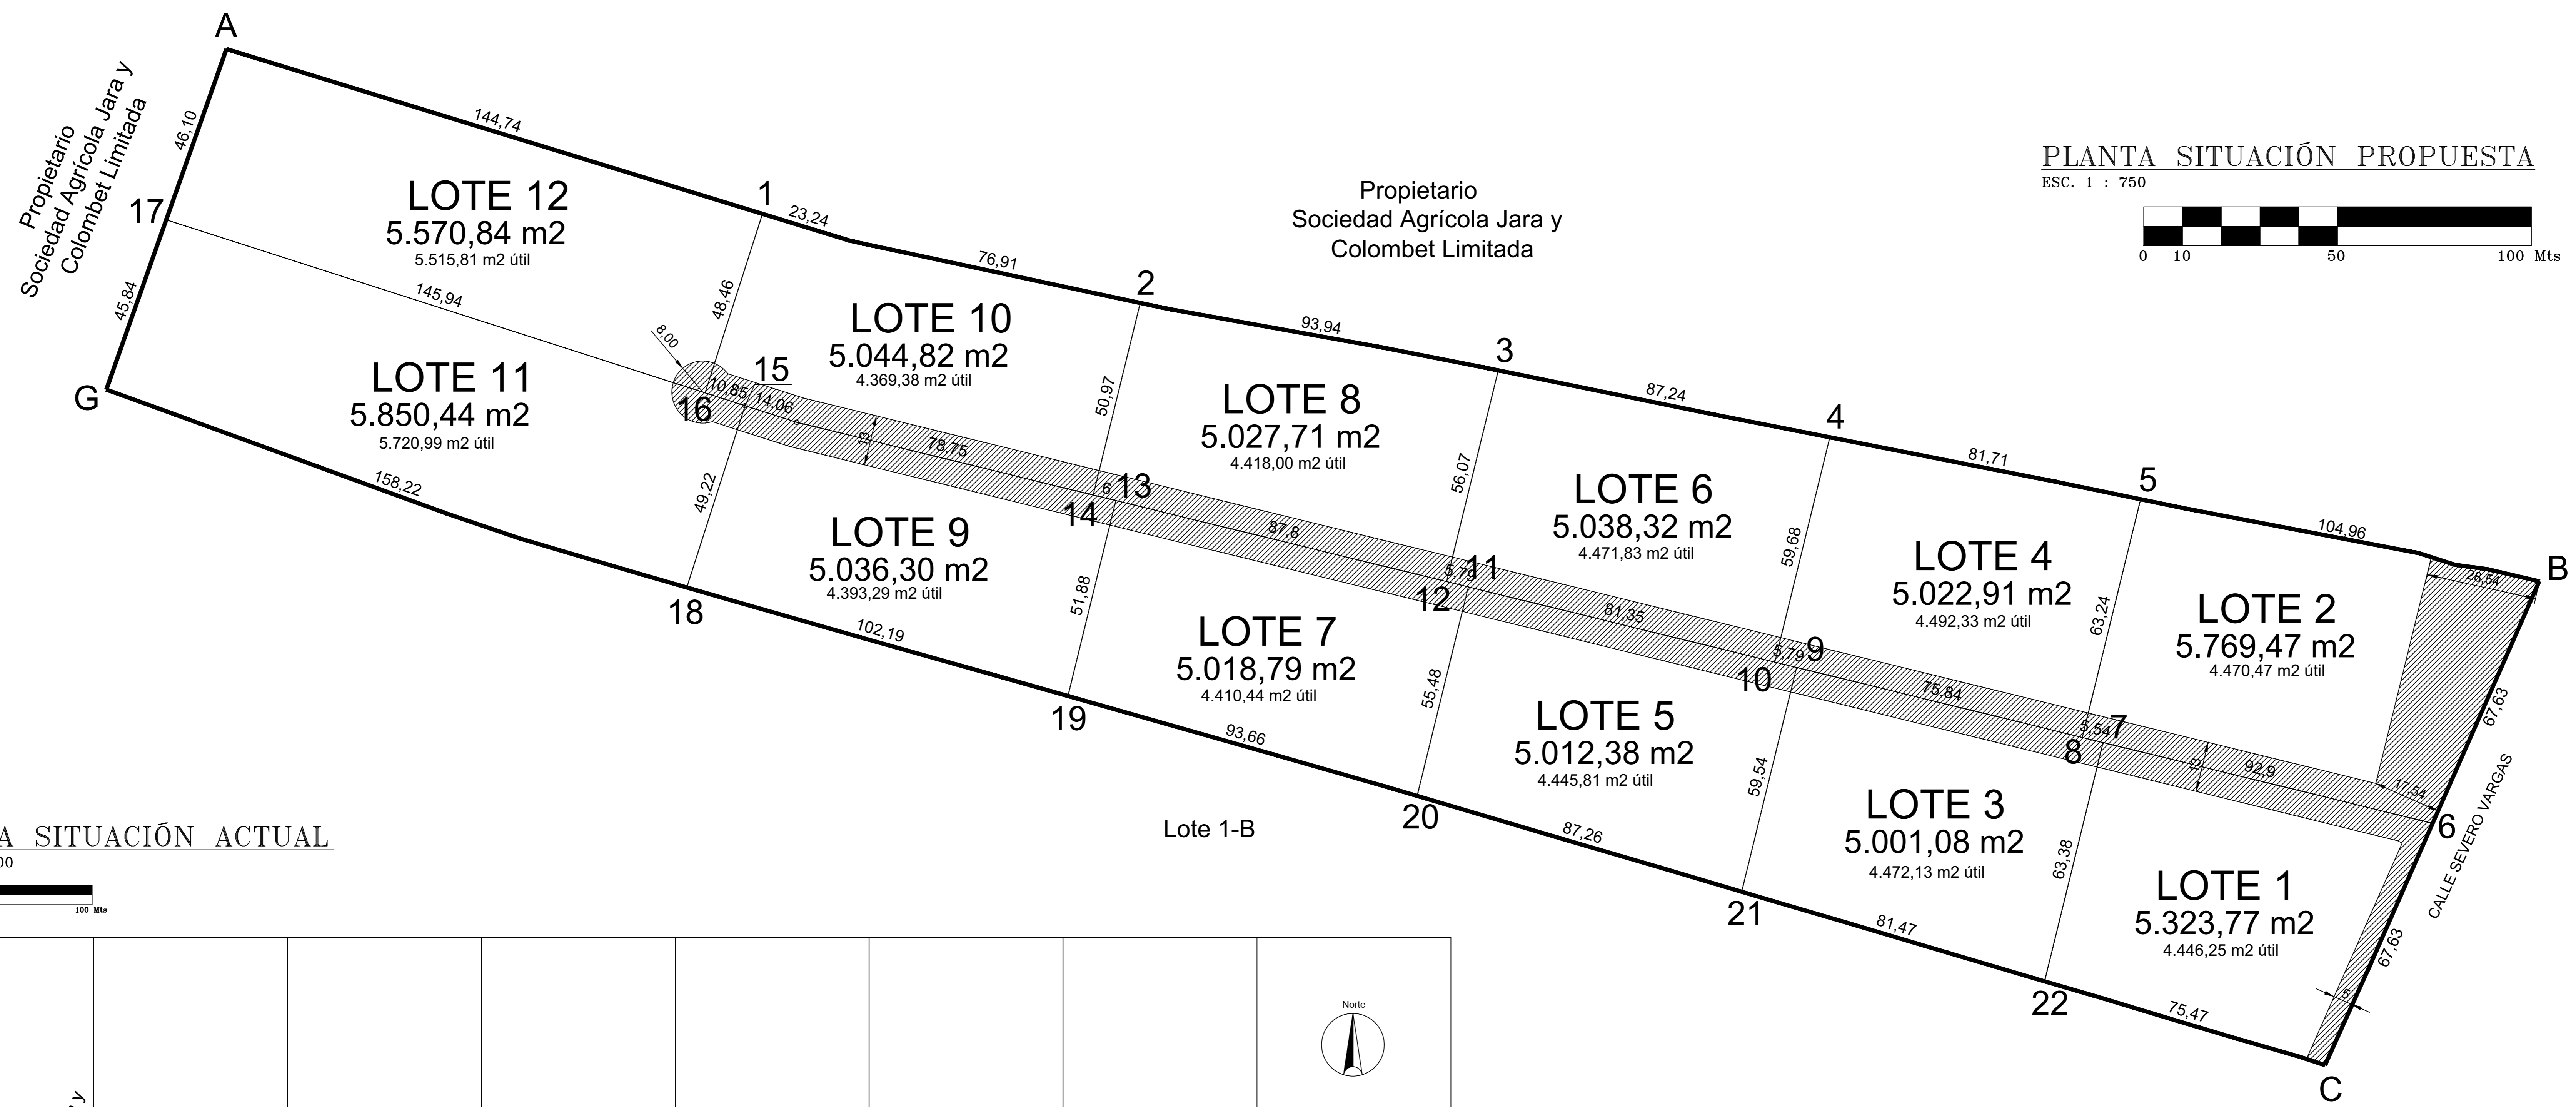 A
Propietario
Sociedad Agrícola Jara y
Colombet Limitada
46,10
144,74
17
45,84
G
LOTE 12
5.570,84 m2
5.515,81 m2 útil
145,94
1
23,24
48,46
76,91
2
8,00
LOTE 11
5.850,44 m2
5.720,99 m2 útil
158,22
16
10,85
15
14,06
LOTE 10
5.044,82 m2
4.369,38 m2 útil
13
78,75
50,97
49,22
LOTE 9
5.036,30 m2
4.393,29 m2 útil
18
102,19
Propietario
Sociedad Agrícola Jara y
Colombet Limitada
93,94
3
LOTE 8
5.027,71 m2
4.418,00 m2 útil
56,07
6
13
14
87,8
51,88
LOTE 7
5.018,79 m2
4.410,44 m2 útil
19
93,66
87,24
4
LOTE 6
5.038,32 m2
4.471,83 m2 útil
59,68
11
12
81,35
55,48
LOTE 5
5.012,38 m2
4.445,81 m2 útil
20
87,26
Lote 1-B
81,71
5
LOTE 4
5.022,91 m2
4.492,33 m2 útil
63,24
5,79
9
10
75,84
59,54
LOTE 3
5.001,08 m2
4.472,13 m2 útil
21
81,47
104,96
B
28,54
LOTE 2
5.769,47 m2
4.470,47 m2 útil
67,63
5,54
7
8
13
92,9
17,54
6
63,38
LOTE 1
5.323,77 m2
4.446,25 m2 útil
67,63
CALLE SEVERO VARGAS
5
22
75,47
C
PLANTA SITUACIÓN PROPUESTA
ESC. 1 : 750
0 10 50 100 Mts
A SITUACIÓN ACTUAL
00
100 Mts
Norte
y